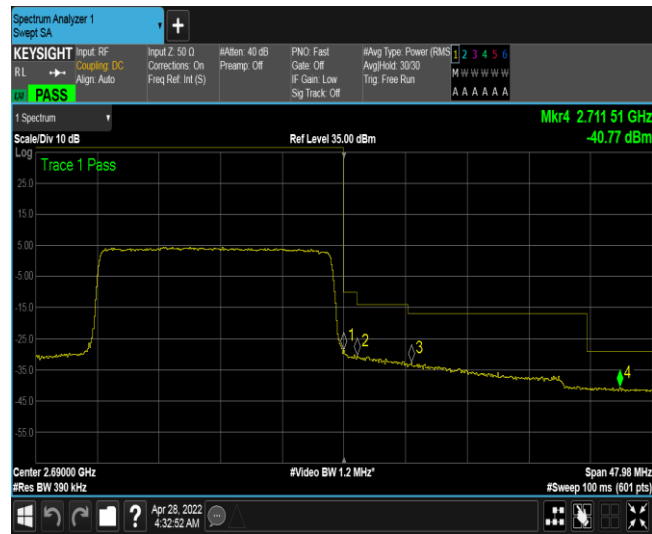 Spectrum Analyzer 1
Swept SA
+
KEYSIGHT
RL
LXI PASS
Input: RF
Coupling: DC
Align: Auto
Input Z: 50 Ω
Corrections: On
Freq Ref: Int (S)
#Atten: 40 dB
Preamp: Off
PNO: Fast
Gate: Off
IF Gain: Low
Sig Track: Off
#Avg Type: Power (RMS
Avg|Hold: 30/30
Trig: Free Run
1 2 3 4 5 6
M W W W W W
A A A A A A
1 Spectrum
Mkr4 2.711 51 GHz
Scale/Div 10 dB
Ref Level 35.00 dBm
-40.77 dBm
Log
Trace 1 Pass
25.0
15.0
5.00
-5.00
-15.0
-25.0
-35.0
-45.0
-55.0
1
2
3
4
Center 2.69000 GHz
#Video BW 1.2 MHz*
Span 47.98 MHz
#Res BW 390 kHz
#Sweep 100 ms (601 pts)
?
Apr 28, 2022
4:32:52 AM